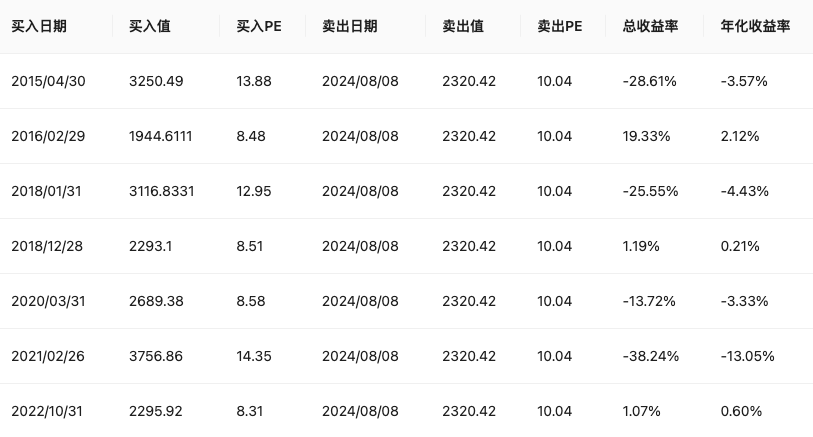 买入日期 买入值 买入PE 卖出日期 卖出值 卖出PE 总收益率 年化收益率
2015/04/30 3250.49 13.88 2024/08/08 2320.42 10.04 -28.61% -3.57%
2016/02/29 1944.6111 8.48 2024/08/08 2320.42 10.04 19.33% 2.12%
2018/01/31 3116.8331 12.95 2024/08/08 2320.42 10.04 -25.55% -4.43%
2018/12/28 2293.1 8.51 2024/08/08 2320.42 10.04 1.19% 0.21%
2020/03/31 2689.38 8.58 2024/08/08 2320.42 10.04 -13.72% -3.33%
2021/02/26 3756.86 14.35 2024/08/08 2320.42 10.04 -38.24% -13.05%
2022/10/31 2295.92 8.31 2024/08/08 2320.42 10.04 1.07% 0.60%